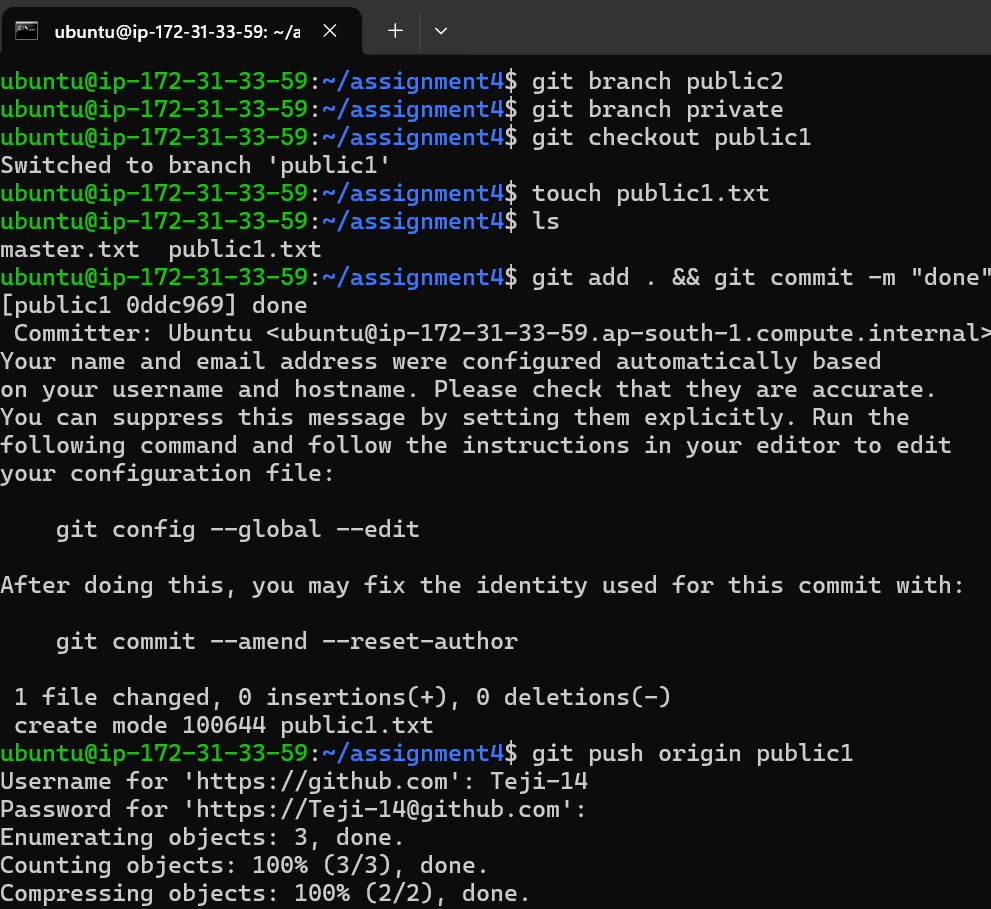 ubuntu@ip-172-31-33-59: ~/a
ubuntu@ip-172-31-33-59:~/assignment4$ git branch public2
ubuntu@ip-172-31-33-59:~/assignment4$ git branch private
ubuntu@ip-172-31-33-59:~/assignment4$ git checkout public1
Switched to branch 'public1'
ubuntu@ip-172-31-33-59:~/assignment4$ touch public1.txt
ubuntu@ip-172-31-33-59:~/assignment4$ ls
master.txt  public1.txt
ubuntu@ip-172-31-33-59:~/assignment4$ git add . && git commit -m "done"
[public1 0ddc969] done
 Committer: Ubuntu <ubuntu@ip-172-31-33-59.ap-south-1.compute.internal>
Your name and email address were configured automatically based
on your username and hostname. Please check that they are accurate.
You can suppress this message by setting them explicitly. Run the
following command and follow the instructions in your editor to edit
your configuration file:
    git config --global --edit
After doing this, you may fix the identity used for this commit with:
    git commit --amend --reset-author
 1 file changed, 0 insertions(+), 0 deletions(-)
 create mode 100644 public1.txt
ubuntu@ip-172-31-33-59:~/assignment4$ git push origin public1
Username for 'https://github.com': Teji-14
Password for 'https://Teji-14@github.com':
Enumerating objects: 3, done.
Counting objects: 100% (3/3), done.
Compressing objects: 100% (2/2), done.